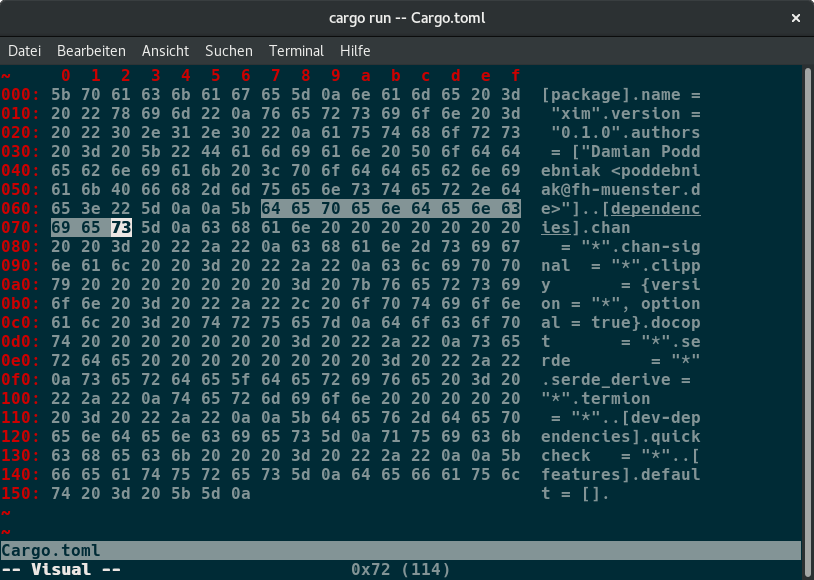 cargo run -- Cargo.toml ×
Datei Bearbeiten Ansicht Suchen Terminal Hilfe
~ 0 1 2 3 4 5 6 7 8 9 a b c d e f
000: 5b 70 61 63 6b 61 67 65 5d 0a 6e 61 6d 65 20 3d [package].name =
010: 20 22 78 69 6d 22 0a 76 65 72 73 69 6f 6e 20 3d  "xim".version =
020: 20 22 30 2e 31 2e 30 22 0a 61 75 74 68 6f 72 73  "0.1.0".authors
030: 20 3d 20 5b 22 44 61 6d 69 61 6e 20 50 6f 64 64  = ["Damian Podd
040: 65 62 6e 69 61 6b 20 3c 70 6f 64 64 65 62 6e 69 ebniak <poddebni
050: 61 6b 40 66 68 2d 6d 75 65 6e 73 74 65 72 2e 64 ak@fh-muenster.d
060: 65 3e 22 5d 0a 0a 5b 64 65 70 65 6e 64 65 6e 63 e>"]..[dependenc
070: 69 65 73 5d 0a 63 68 61 6e 20 20 20 20 20 20 20 ies].chan
080: 20 20 3d 20 22 2a 22 0a 63 68 61 6e 2d 73 69 67   = "*".chan-sig
090: 6e 61 6c 20 20 3d 20 22 2a 22 0a 63 6c 69 70 70 nal  = "*".clipp
0a0: 79 20 20 20 20 20 20 20 3d 20 7b 76 65 72 73 69 y       = {versi
0b0: 6f 6e 20 3d 20 22 2a 22 2c 20 6f 70 74 69 6f 6e on = "*", option
0c0: 61 6c 20 3d 20 74 72 75 65 7d 0a 64 6f 63 6f 70 al = true}.docop
0d0: 74 20 20 20 20 20 20 20 3d 20 22 2a 22 0a 73 65 t       = "*".se
0e0: 72 64 65 20 20 20 20 20 20 20 20 3d 20 22 2a 22 rde        = "*"
0f0: 0a 73 65 72 64 65 5f 64 65 72 69 76 65 20 3d 20 .serde_derive =
100: 22 2a 22 0a 74 65 72 6d 69 6f 6e 20 20 20 20 20 "*".termion
110: 20 3d 20 22 2a 22 0a 0a 5b 64 65 76 2d 64 65 70  = "*"..[dev-dep
120: 65 6e 64 65 6e 63 69 65 73 5d 0a 71 75 69 63 6b endencies].quick
130: 63 68 65 63 6b 20 20 20 3d 20 22 2a 22 0a 0a 5b check   = "*"..[
140: 66 65 61 74 75 72 65 73 5d 0a 64 65 66 61 75 6c features].defaul
150: 74 20 3d 20 5b 5d 0a t = [].
~
~
Cargo.toml
-- Visual -- 0x72 (114)